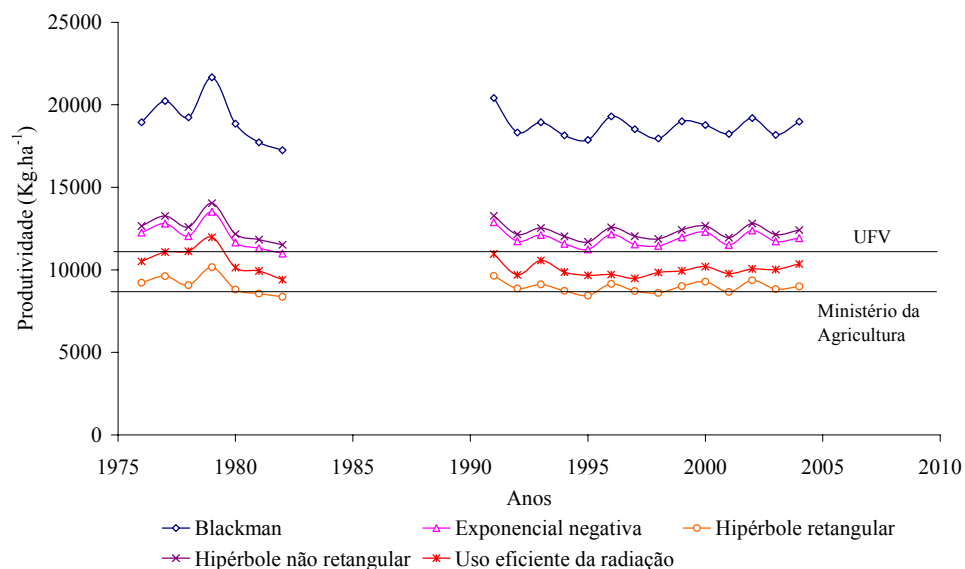 25000
20000
15000
10000
5000
0
Produtividade (Kg.ha-1)
UFV
Ministério da
Agricultura
1975 1980 1985 1990 1995 2000 2005 2010
Anos
Blackman Exponencial negativa Hipérbole retangular
Hipérbole não retangular Uso eficiente da radiação